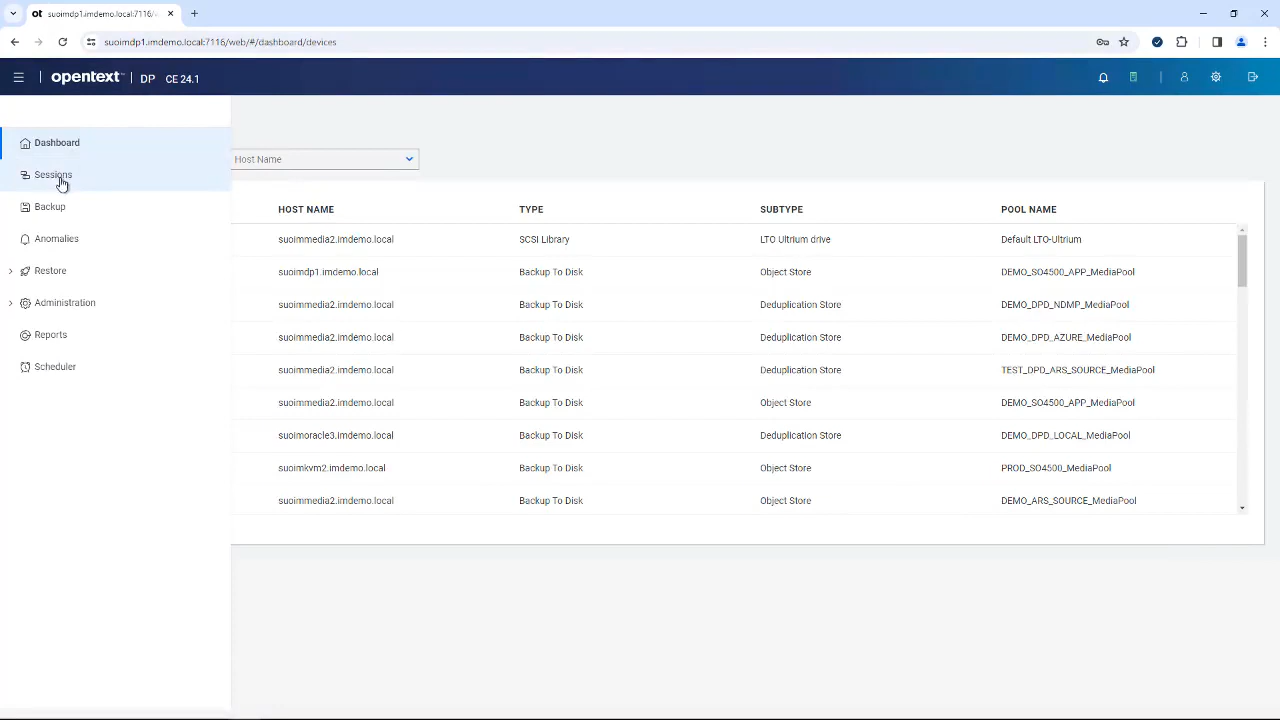 ot suoimdp1.imdemo.local:7116/
suoimdp1.imdemo.local:7116/web/#/dashboard/devices
opentext™ | DP CE 24.1
Dashboard
Sessions
Backup
Anomalies
Restore
Administration
Reports
Scheduler
Host Name
HOST NAME TYPE SUBTYPE POOL NAME
suoimmedia2.imdemo.local SCSI Library LTO Ultrium drive Default LTO-Ultrium
suoimdp1.imdemo.local Backup To Disk Object Store DEMO_SO4500_APP_MediaPool
suoimmedia2.imdemo.local Backup To Disk Deduplication Store DEMO_DPD_NDMP_MediaPool
suoimmedia2.imdemo.local Backup To Disk Deduplication Store DEMO_DPD_AZURE_MediaPool
suoimmedia2.imdemo.local Backup To Disk Deduplication Store TEST_DPD_ARS_SOURCE_MediaPool
suoimmedia2.imdemo.local Backup To Disk Object Store DEMO_SO4500_APP_MediaPool
suoimoracle3.imdemo.local Backup To Disk Deduplication Store DEMO_DPD_LOCAL_MediaPool
suoimkvm2.imdemo.local Backup To Disk Object Store PROD_SO4500_MediaPool
suoimmedia2.imdemo.local Backup To Disk Object Store DEMO_ARS_SOURCE_MediaPool